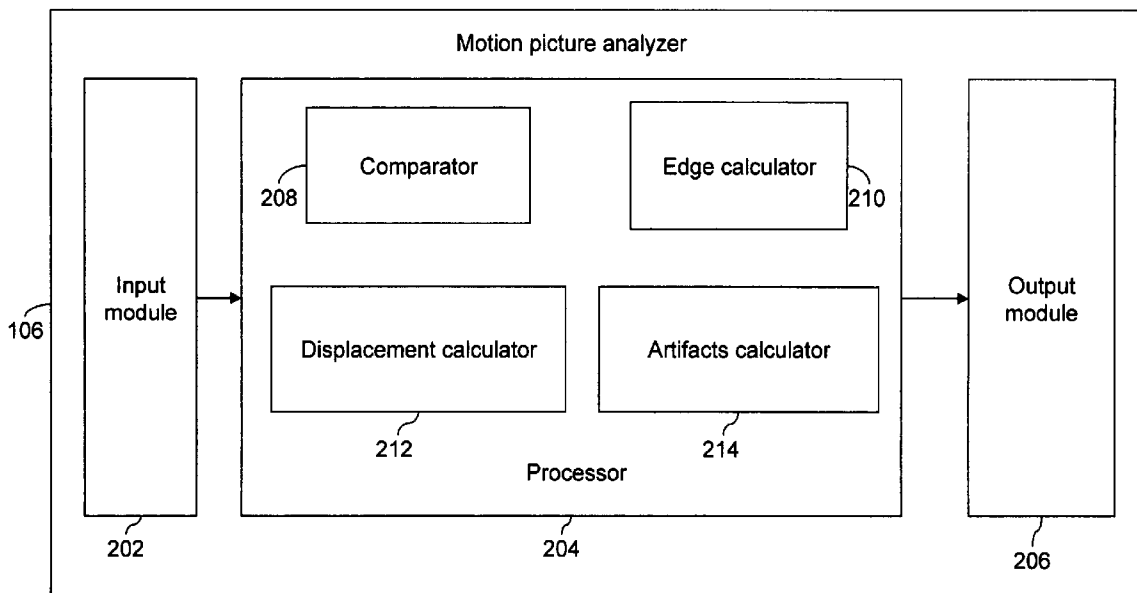 Motion picture analyzer
Comparator
208
Edge calculator
210
Input
module
106
Displacement calculator
212
Artifacts calculator
214
Output
module
Processor
202
204
206